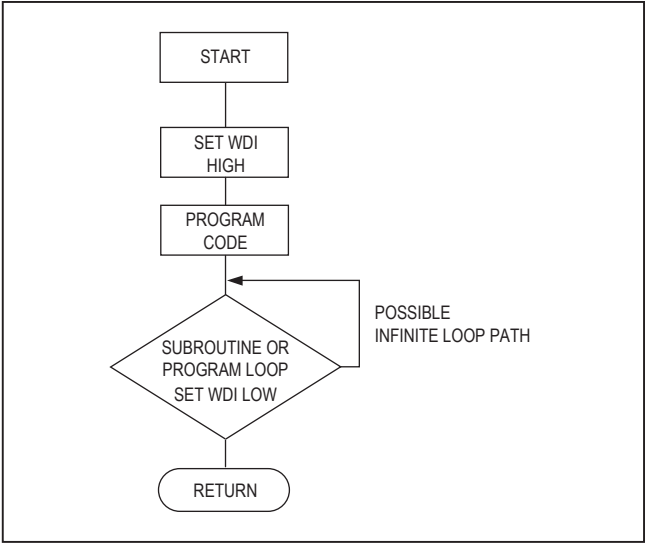 START
SET WDI
HIGH
PROGRAM
CODE
POSSIBLE
INFINITE LOOP PATH
SUBROUTINE OR
PROGRAM LOOP
SET WDI LOW
RETURN